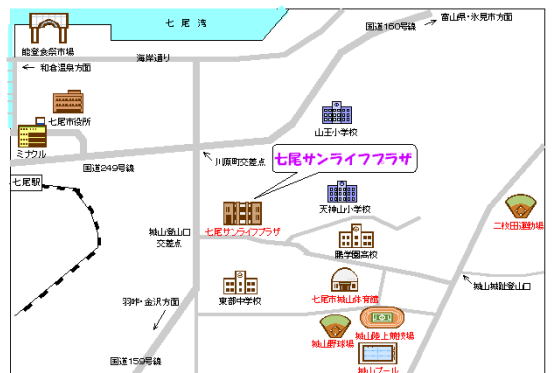 七尾湾
富山県・氷見市方面
国道160号線
能登食祭市場
海岸通り
和倉温泉方面
七尾市役所
山王小学校
ミナクル
川原町交差点
七尾サンライフプラザ
国道249号線
七尾駅
天神山小学校
七尾サンライフプラザ
二枚田運動場
城山登山口
交差点
鵬学園高校
東部中学校
七尾市城山体育館
城山城趾登山口
羽咋・金沢方面
城山野球場
城山陸上競技場
国道159号線
城山プール